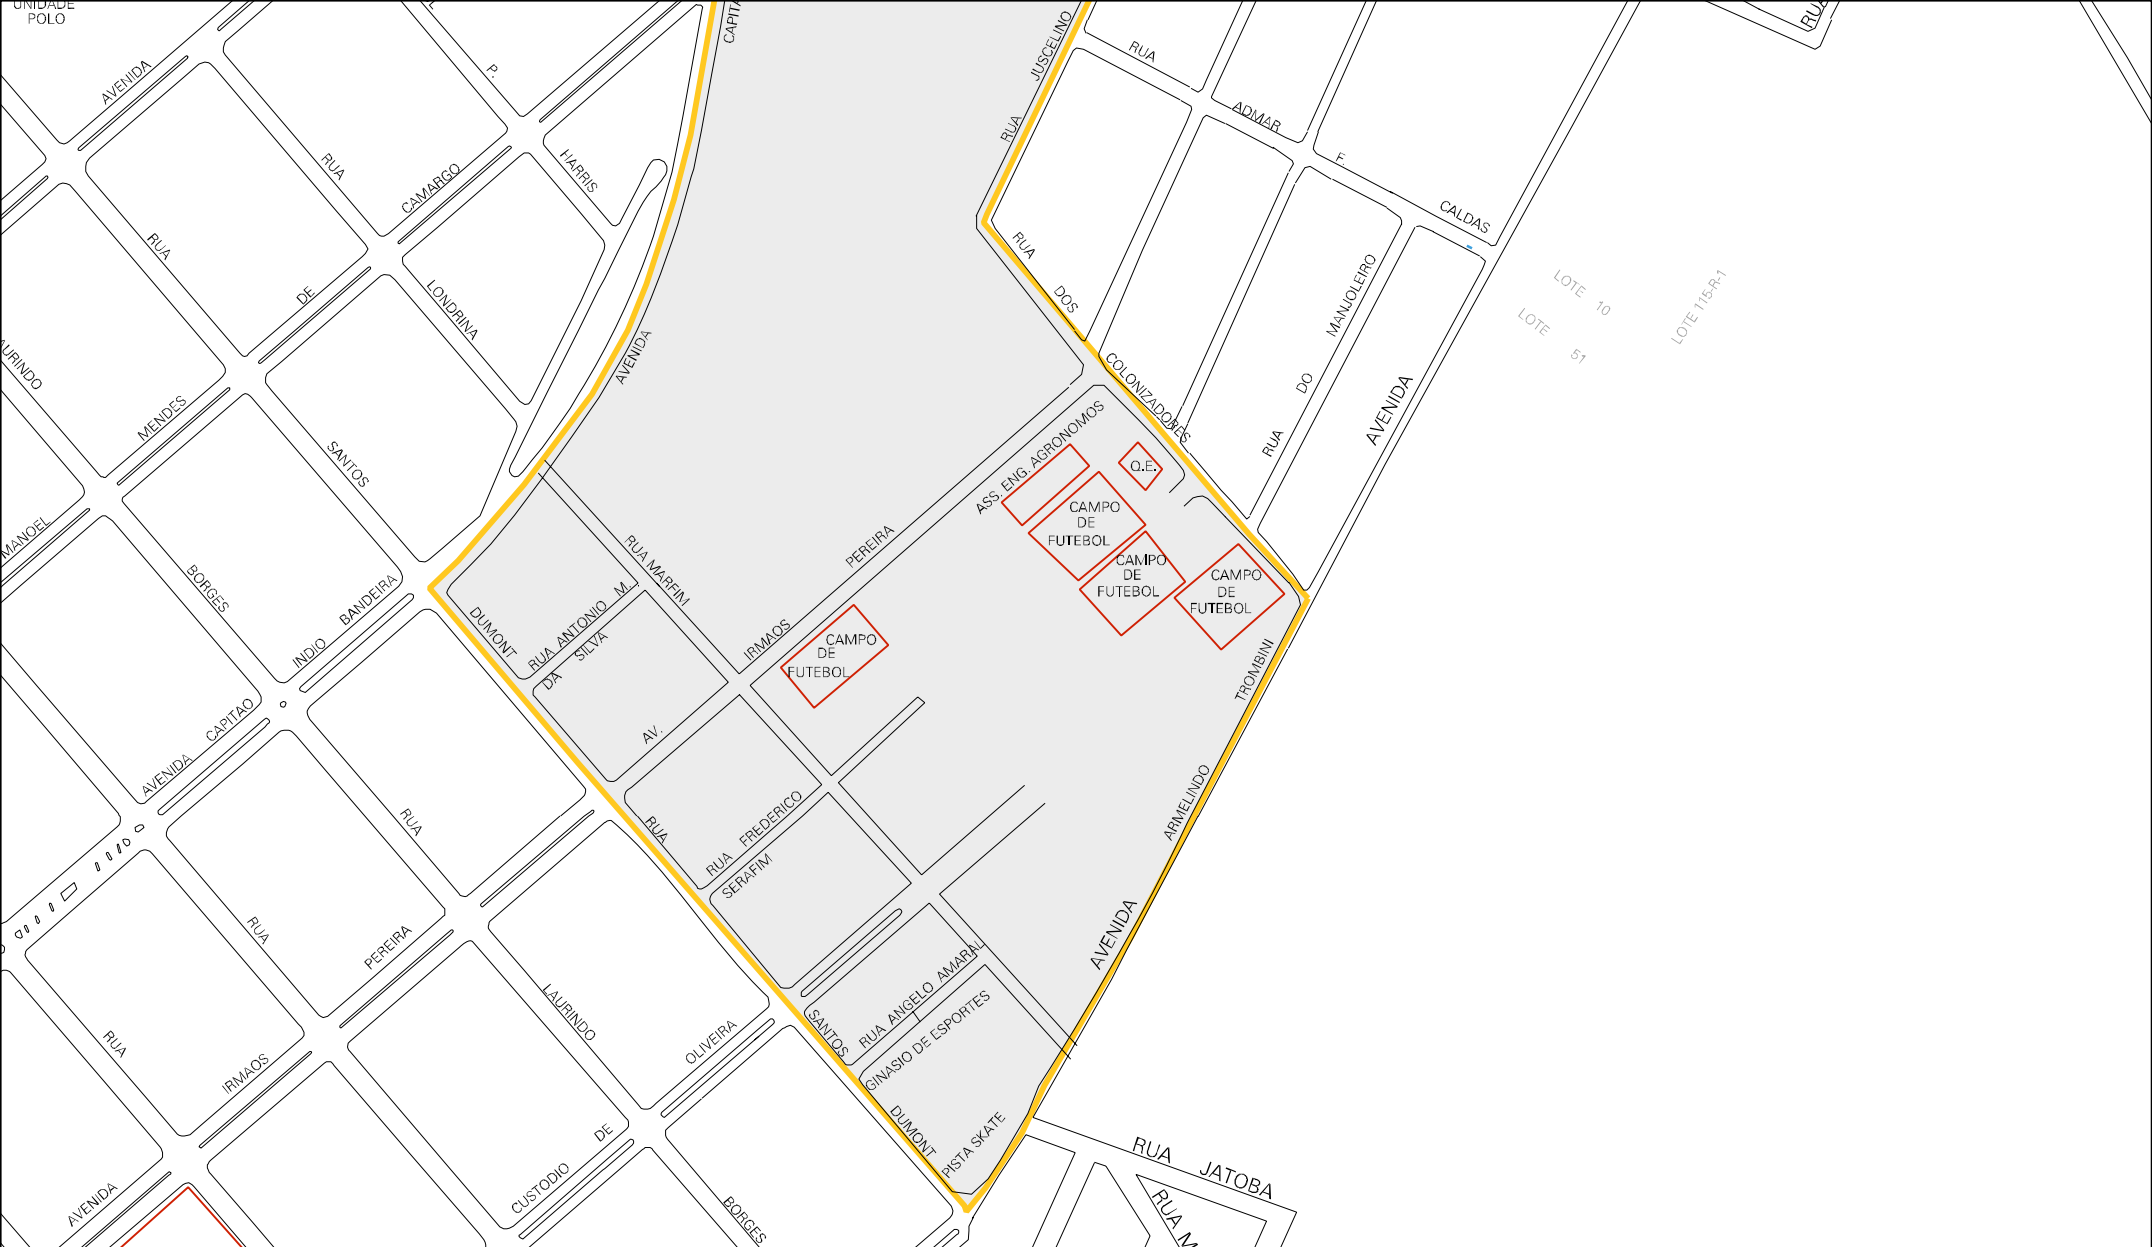 UNIDADE
POLO
AVENIDA
P.
CAPITA
JUSCELINO
RUA
RUA
ADMAR
F.
CALDAS
RUA
RUA
HARRIS
CAMARGO
RUA
RUA
DOS
COLONIZADORES
MANJOLEIRO
DO
RUA
AVENIDA
LOTE 10
LOTE 51
LOTE 115-R-1
DE
LONDRINA
AVENIDA
AURINDO
MENDES
SANTOS
ASS. ENG. AGRONOMOS
Q.E.
CAMPO
DE
FUTEBOL
CAMPO
DE
FUTEBOL
CAMPO
DE
FUTEBOL
MANOEL
BORGES
INDIO BANDEIRA
RUA MARFIM
PEREIRA
IRMAOS
AV.
DUMONT
RUA ANTONIO M.
DA SILVA
CAMPO
DE
FUTEBOL
TROMBINI
ARMELINDO
AVENIDA
AVENIDA CAPITAO
RUA
RUA
RUA FREDERICO
SERAFIM
RUA
PEREIRA
LAURINDO
SANTOS
RUA ANGELO AMARAL
GINASIO DE ESPORTES
RUA
IRMAOS
OLIVEIRA
DUMONT
PISTA SKATE
DE
CUSTODIO
AVENIDA
BORGES
RUA JATOBA
RUA M